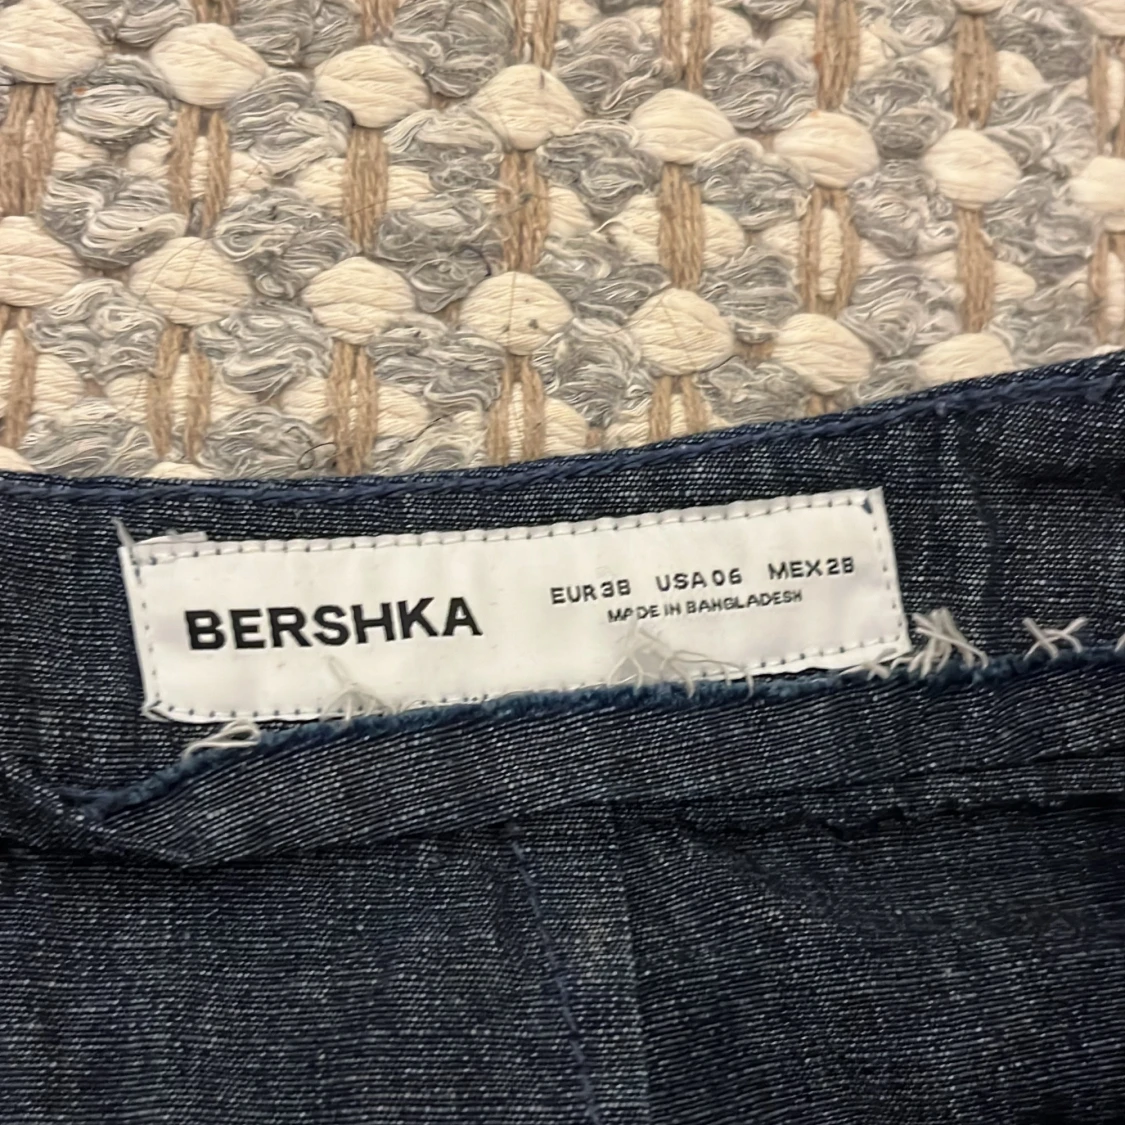 BERSHKA
EUR 38 USA 06 MEX 28
MADE IN BANGLADESH